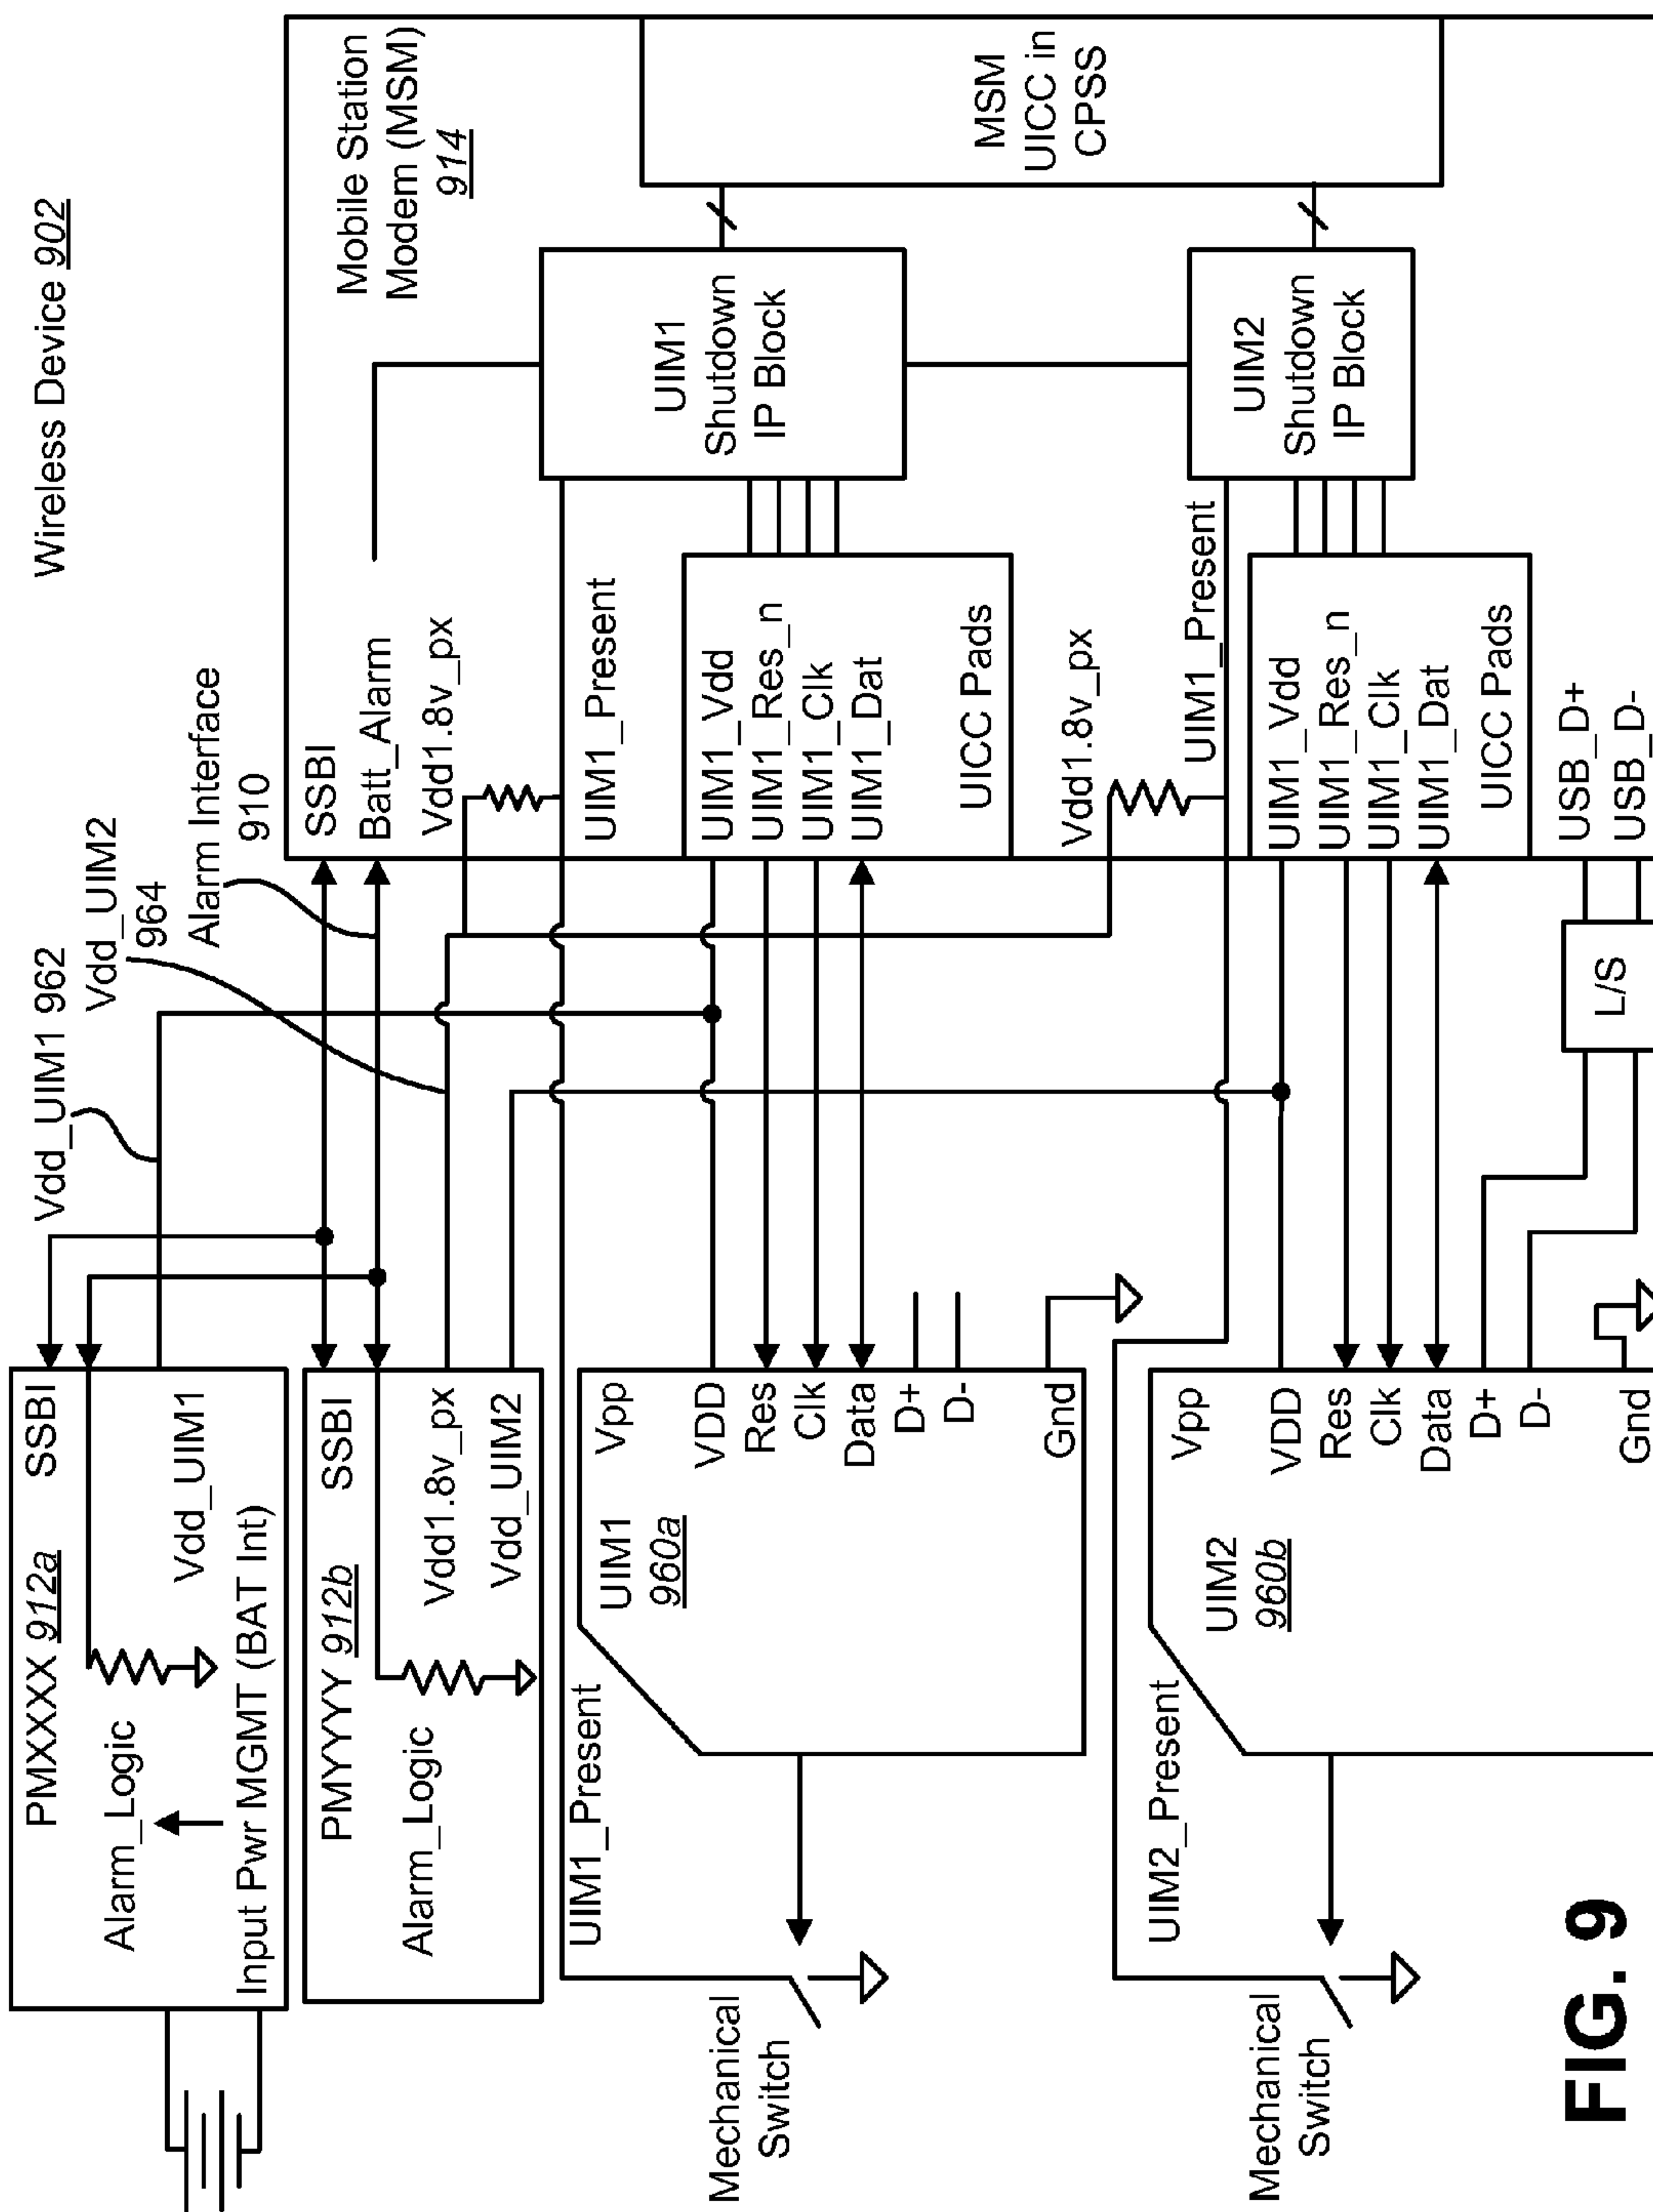 Wireless Device 902
Vdd_UIM1 962
Vdd_UIM2
964
Alarm Interface
910
PMXXXX 912a
SSBI
Alarm_Logic
Vdd_UIM1
Input Pwr MGMT (BAT Int)
PMYYYY 912b
SSBI
Alarm_Logic
Vdd1.8v_px
Vdd_UIM2
Mobile Station
Modem (MSM)
914
SSBI
Batt_Alarm
Vdd1.8v_px
UIM1_Present
UIM1_Vdd
UIM1_Res_n
UIM1_Clk
UIM1_Dat
UICC Pads
UIM1
Shutdown
IP Block
MSM
UICC in
CPSS
Vdd1.8v_px
UIM1_Present
UIM1_Vdd
UIM1_Res_n
UIM1_Clk
UIM1_Dat
UICC Pads
UIM2
Shutdown
IP Block
USB_D+
USB_D-
L/S
UIM1_Present
UIM1
960a
Vpp
VDD
Res
Clk
Data
D+
D-
Gnd
Mechanical
Switch
UIM2_Present
UIM2
960b
Vpp
VDD
Res
Clk
Data
D+
D-
Gnd
Mechanical
Switch
FIG. 9